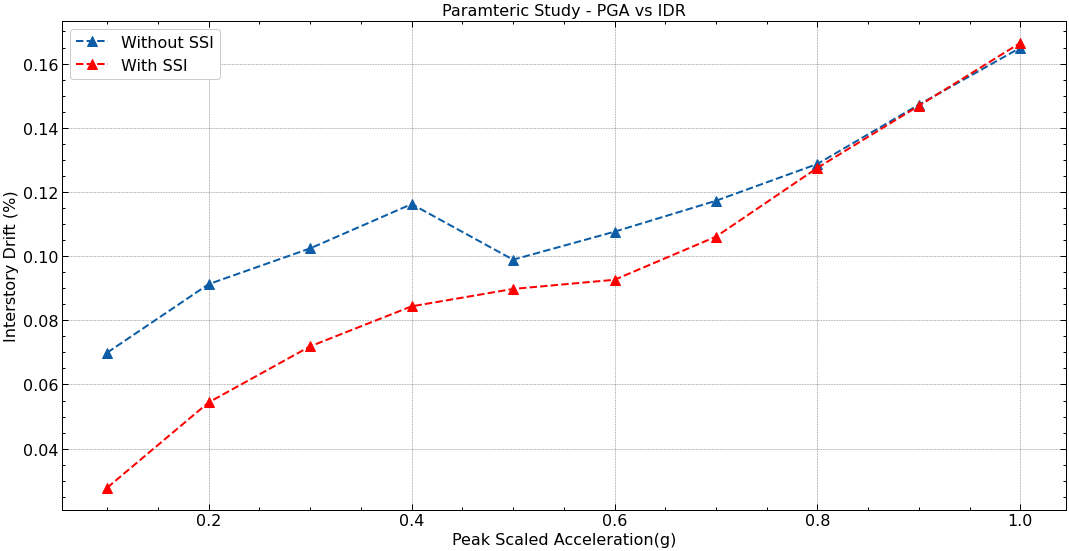 Paramteric Study - PGA vs IDR
Without SSI
With SSI
0.16
0.14
0.12
0.10
0.08
0.06
0.04
Interstory Drift (%)
0.2 0.4 0.6 0.8 1.0
Peak Scaled Acceleration(g)